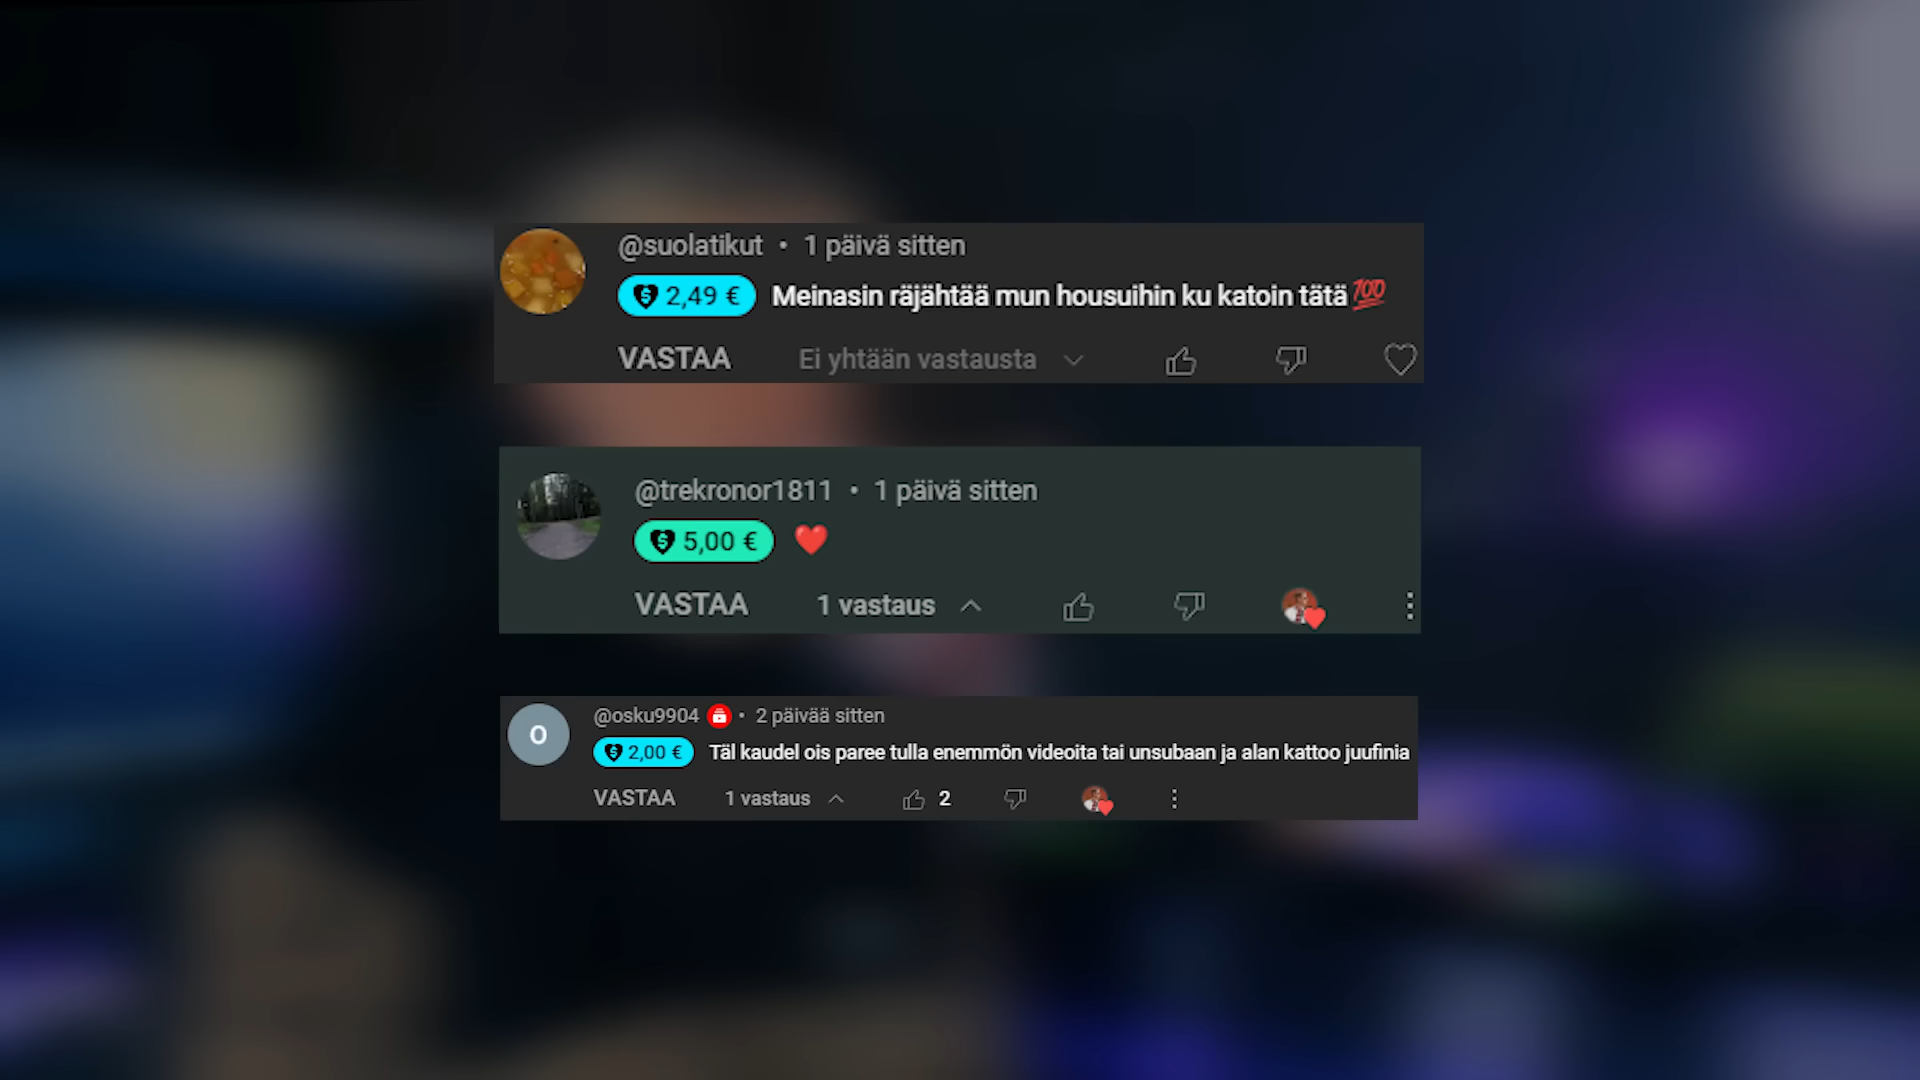 @suolatikut • 1 päivä sitten
2,49 € Meinasin räjähtää mun housuihin ku katoin tätä💯
VASTAA Ei yhtään vastausta
@trekronor1811 • 1 päivä sitten
5,00 € ❤️
VASTAA 1 vastaus
O
@osku9904 • 2 päivää sitten
2,00 € Täl kaudel ois paree tulla enemmön videoita tai unsubaan ja alan kattoo juufinia
VASTAA 1 vastaus 2